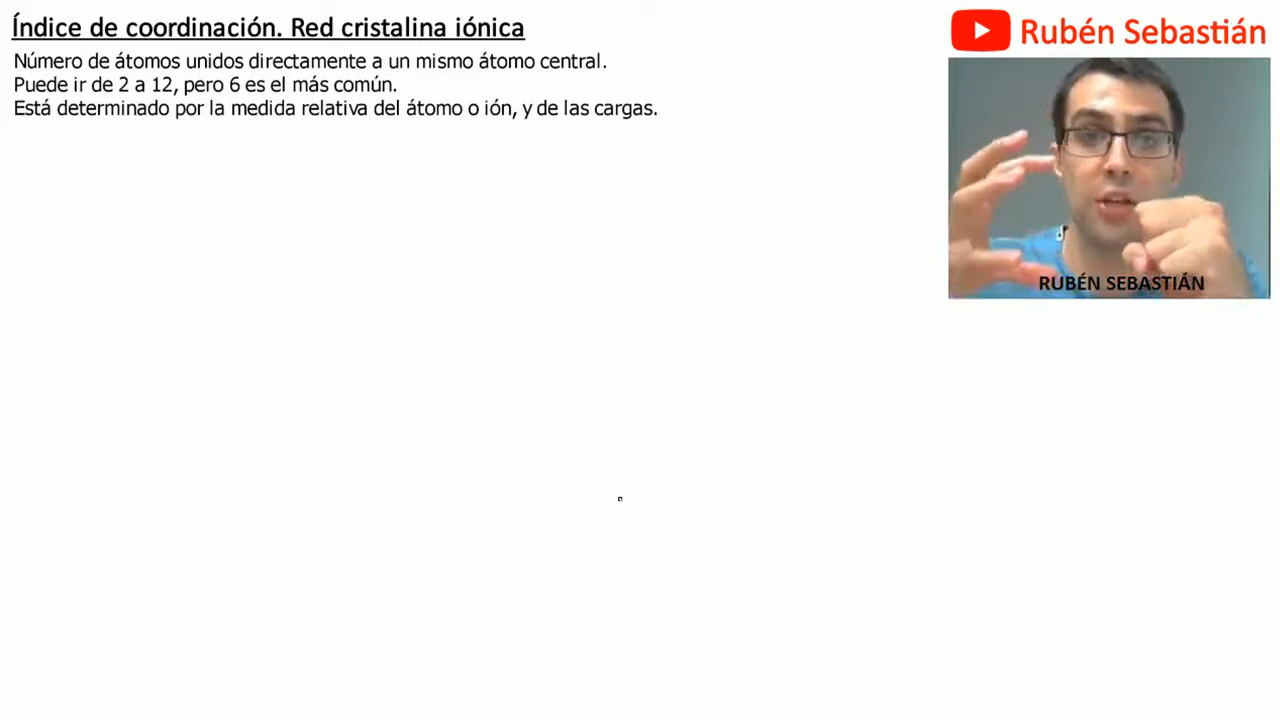 Índice de coordinación. Red cristalina iónica
Número de átomos unidos directamente a un mismo átomo central.
Puede ir de 2 a 12, pero 6 es el más común.
Está determinado por la medida relativa del átomo o ión, y de las cargas.
Rubén Sebastián
RUBÉN SEBASTIÁN